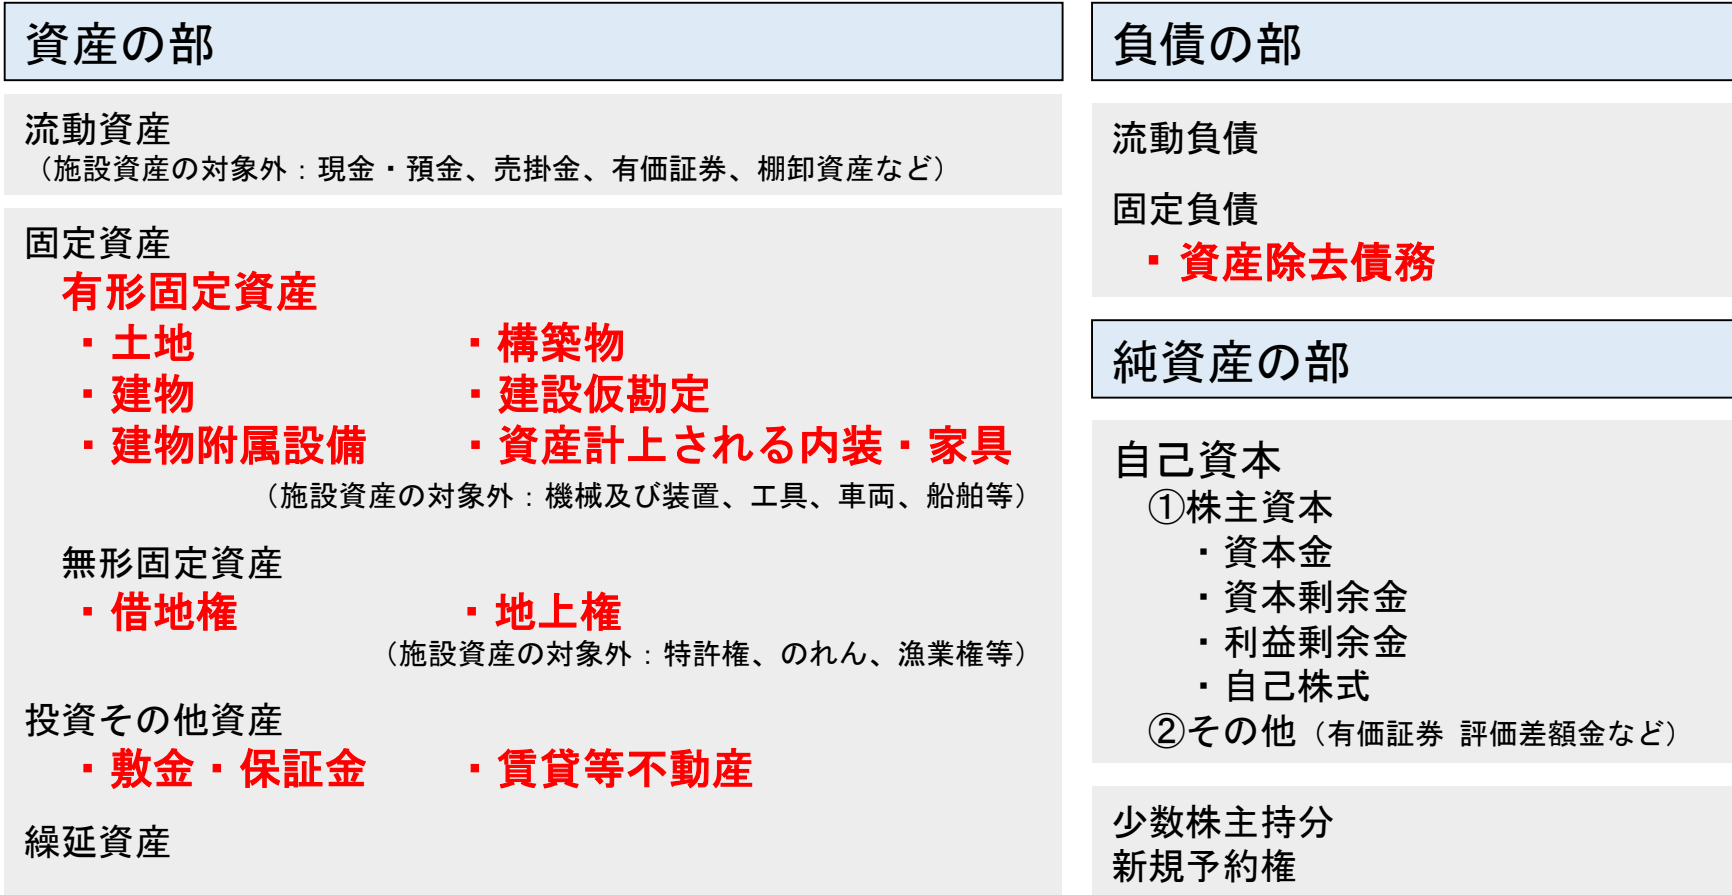 資産の部
流動資産
（施設資産の対象外：現金・預金、売掛金、有価証券、棚卸資産など）
固定資産
有形固定資産
・土地
・構築物
・建物
・建設仮勘定
・建物附属設備
・資産計上される内装・家具
（施設資産の対象外：機械及び装置、工具、車両、船舶等）
無形固定資産
・借地権
・地上権
（施設資産の対象外：特許権、のれん、漁業権等）
投資その他資産
・敷金・保証金
・賃貸等不動産
繰延資産
負債の部
流動負債
固定負債
・資産除去債務
純資産の部
自己資本
①株主資本
・資本金
・資本剰余金
・利益剰余金
・自己株式
②その他（有価証券 評価差額金など）
少数株主持分
新規予約権